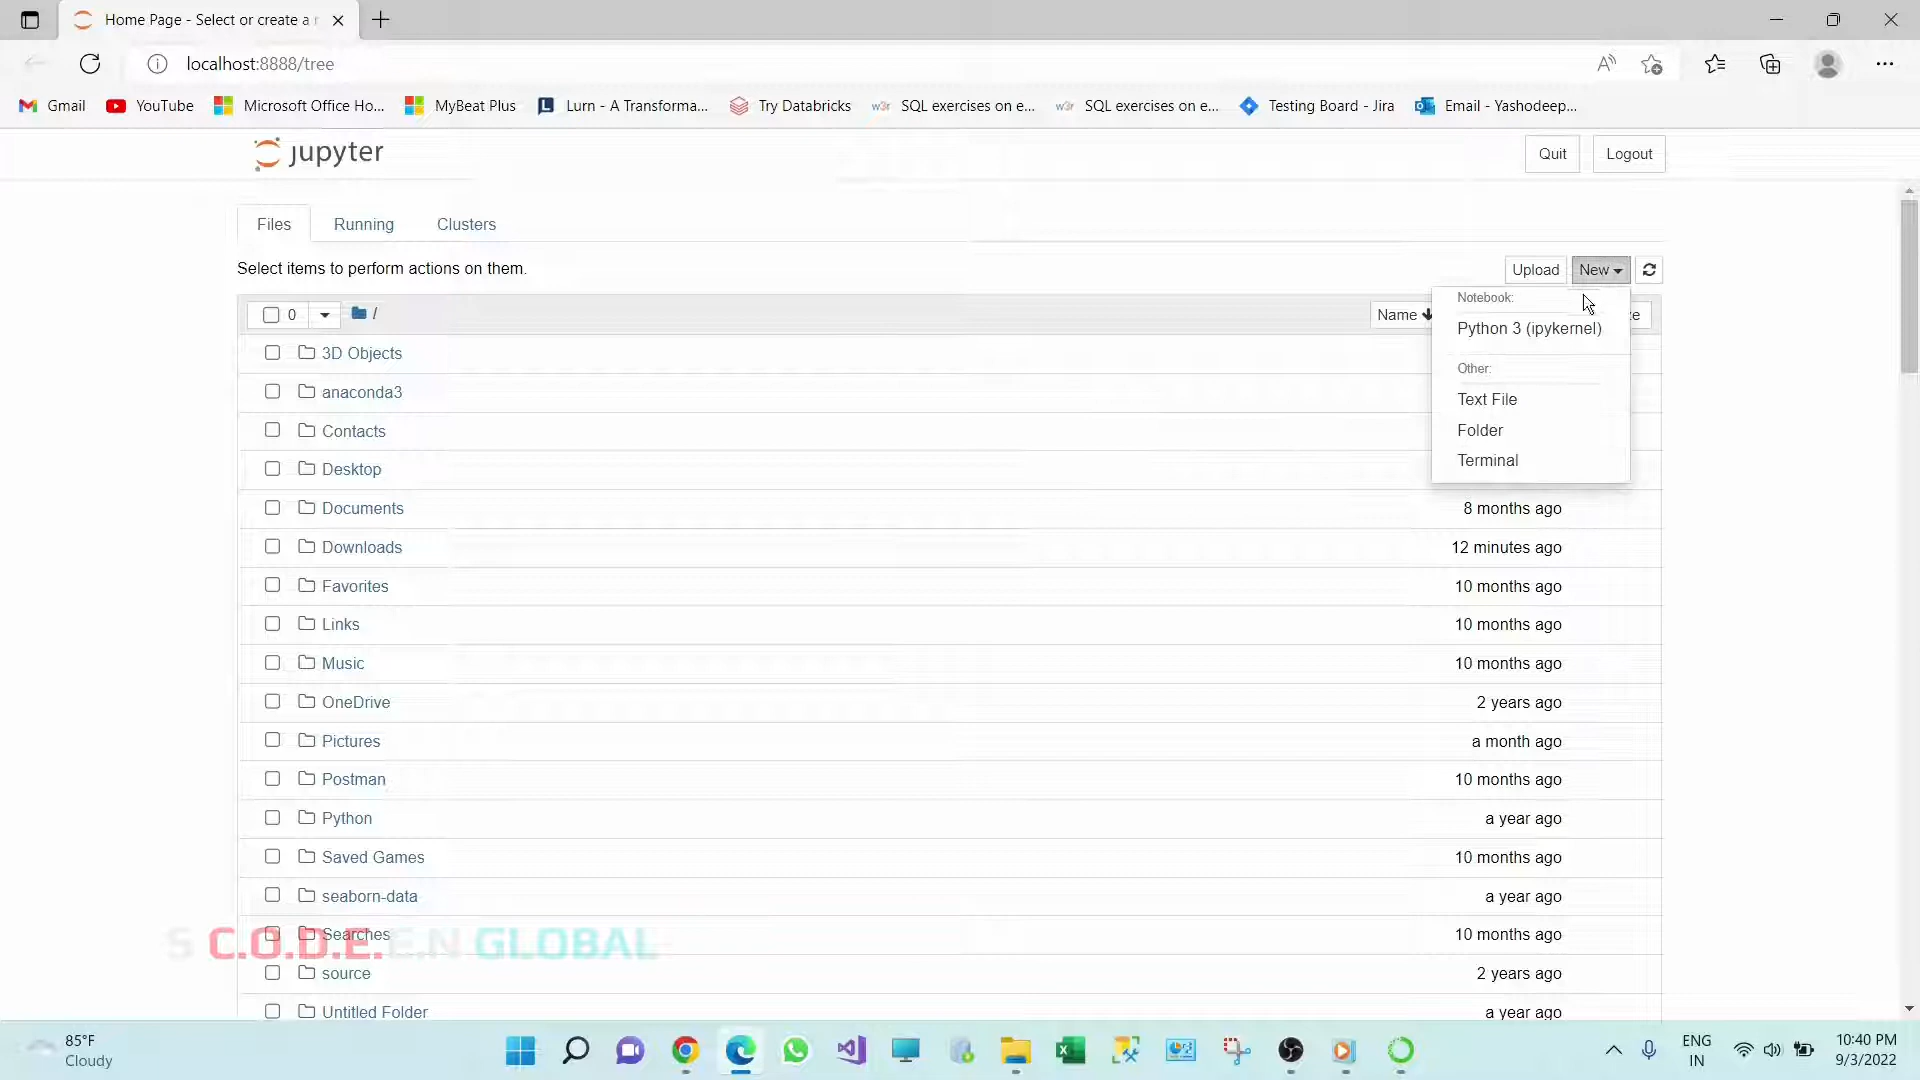 Home Page - Select or create a r
localhost:8888/tree
Gmail
YouTube
Microsoft Office Ho...
MyBeat Plus
Lurn - A Transforma...
Try Databricks
SQL exercises on e...
SQL exercises on e...
Testing Board - Jira
Email - Yashodeep...
jupyter
Quit
Logout
Files
Running
Clusters
Select items to perform actions on them.
Upload
New
0
/
Name
ze
Notebook:
Python 3 (ipykernel)
Other:
Text File
Folder
Terminal
3D Objects
anaconda3
Contacts
Desktop
Documents
8 months ago
Downloads
12 minutes ago
Favorites
10 months ago
Links
10 months ago
Music
10 months ago
OneDrive
2 years ago
Pictures
a month ago
Postman
10 months ago
Python
a year ago
Saved Games
10 months ago
seaborn-data
a year ago
Searches
10 months ago
S C.O.D.E.E.N GLOBAL
source
2 years ago
Untitled Folder
a year ago
85°F
Cloudy
ENG
IN
10:40 PM
9/3/2022